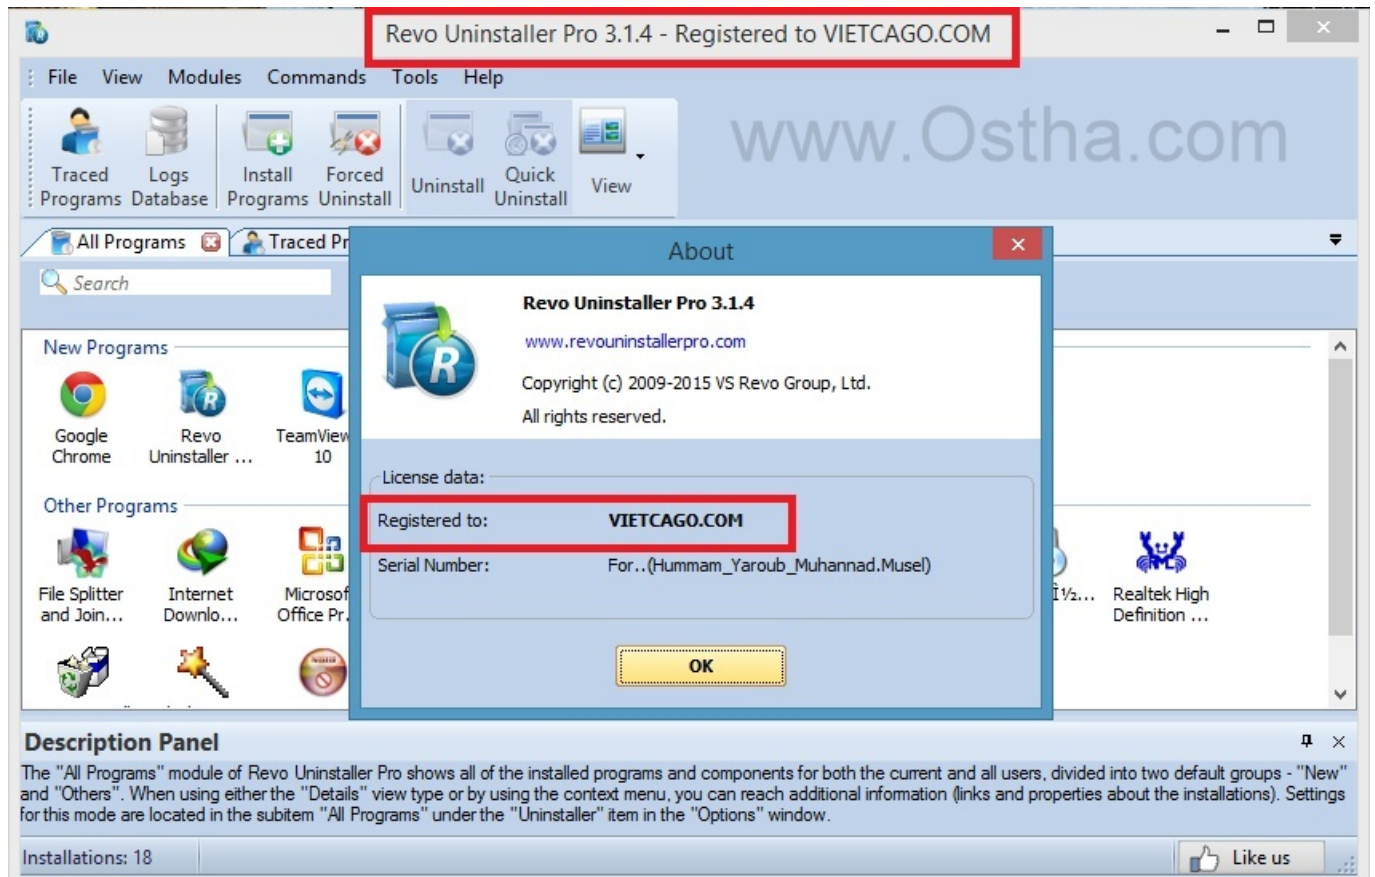 Revo Uninstaller Pro 3.1.4 - Registered to VIETCAGO.COM
File View Modules Commands Tools Help
www.Ostha.com
Traced Programs
Logs Database
Install Programs
Forced Uninstall
Uninstall
Quick Uninstall
View
All Programs
Traced Pr
Search
About
Revo Uninstaller Pro 3.1.4
www.revouninstallerpro.com
Copyright (c) 2009-2015 VS Revo Group, Ltd.
All rights reserved.
License data:
Registered to: VIETCAGO.COM
Serial Number: For..(Hummam_Yaroub_Muhannad.Musel)
OK
New Programs
Google Chrome
Revo Uninstaller ...
TeamView 10
Other Programs
File Splitter and Join...
Internet Downlo...
Microsof Office Pr.
Î½...
Realtek High Definition ...
Description Panel
The "All Programs" module of Revo Uninstaller Pro shows all of the installed programs and components for both the current and all users, divided into two default groups - "New"
and "Others". When using either the "Details" view type or by using the context menu, you can reach additional information (links and properties about the installations). Settings
for this mode are located in the subitem "All Programs" under the "Uninstaller" item in the "Options" window.
Installations: 18
Like us